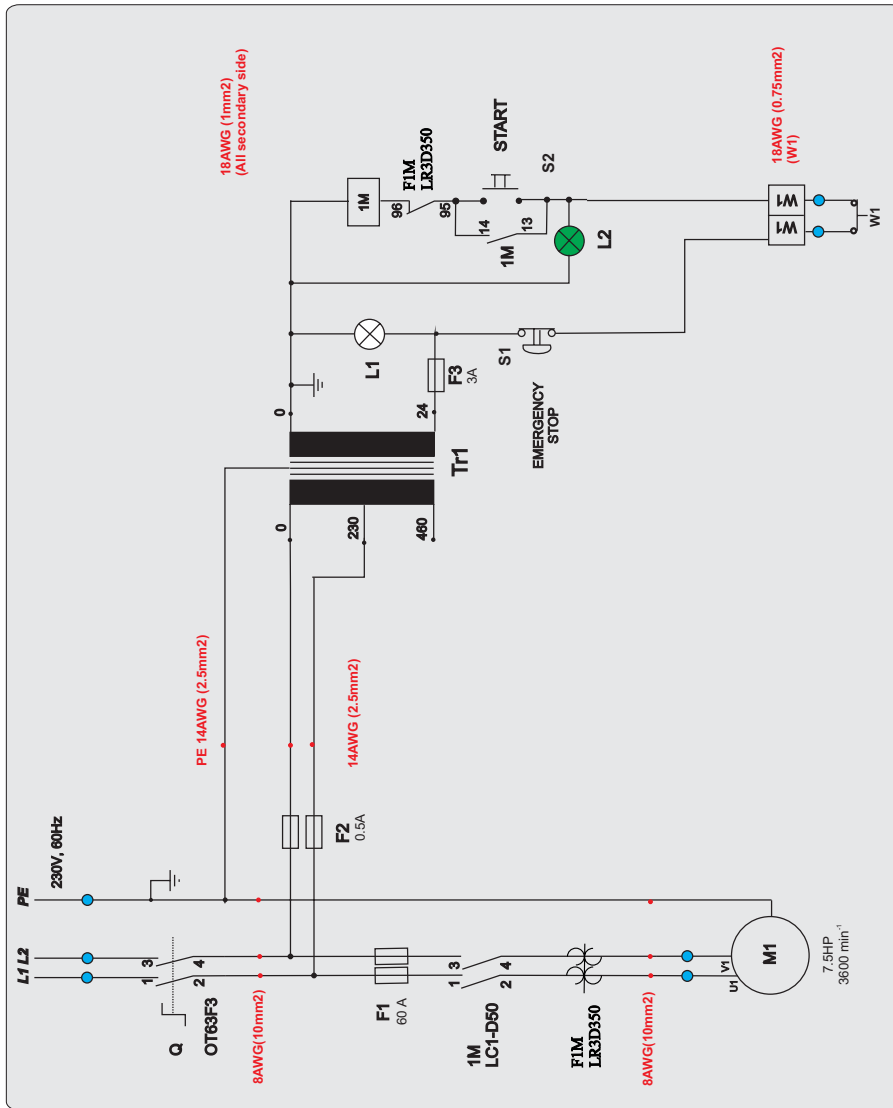 PE
L1 L2
230V, 60Hz
1
3
2
4
Q
OT63F3
8AWG(10mm2)
F1
60 A
1
3
2
4
1M
LC1-D50
F1M
LR3D350
8AWG(10mm2)
U1
V1
M1
7.5HP
3600 min⁻¹
F2
0.5A
PE 14AWG (2.5mm2)
14AWG (2.5mm2)
0
230
460
Tr1
0
24
F3
3A
L1
S1
EMERGENCY
STOP
18AWG (1mm2)
(All secondary side)
1M
96
95
F1M
LR3D350
14
13
1M
START
S2
L2
18AWG (0.75mm2)
(W1)
W1
W1
W1